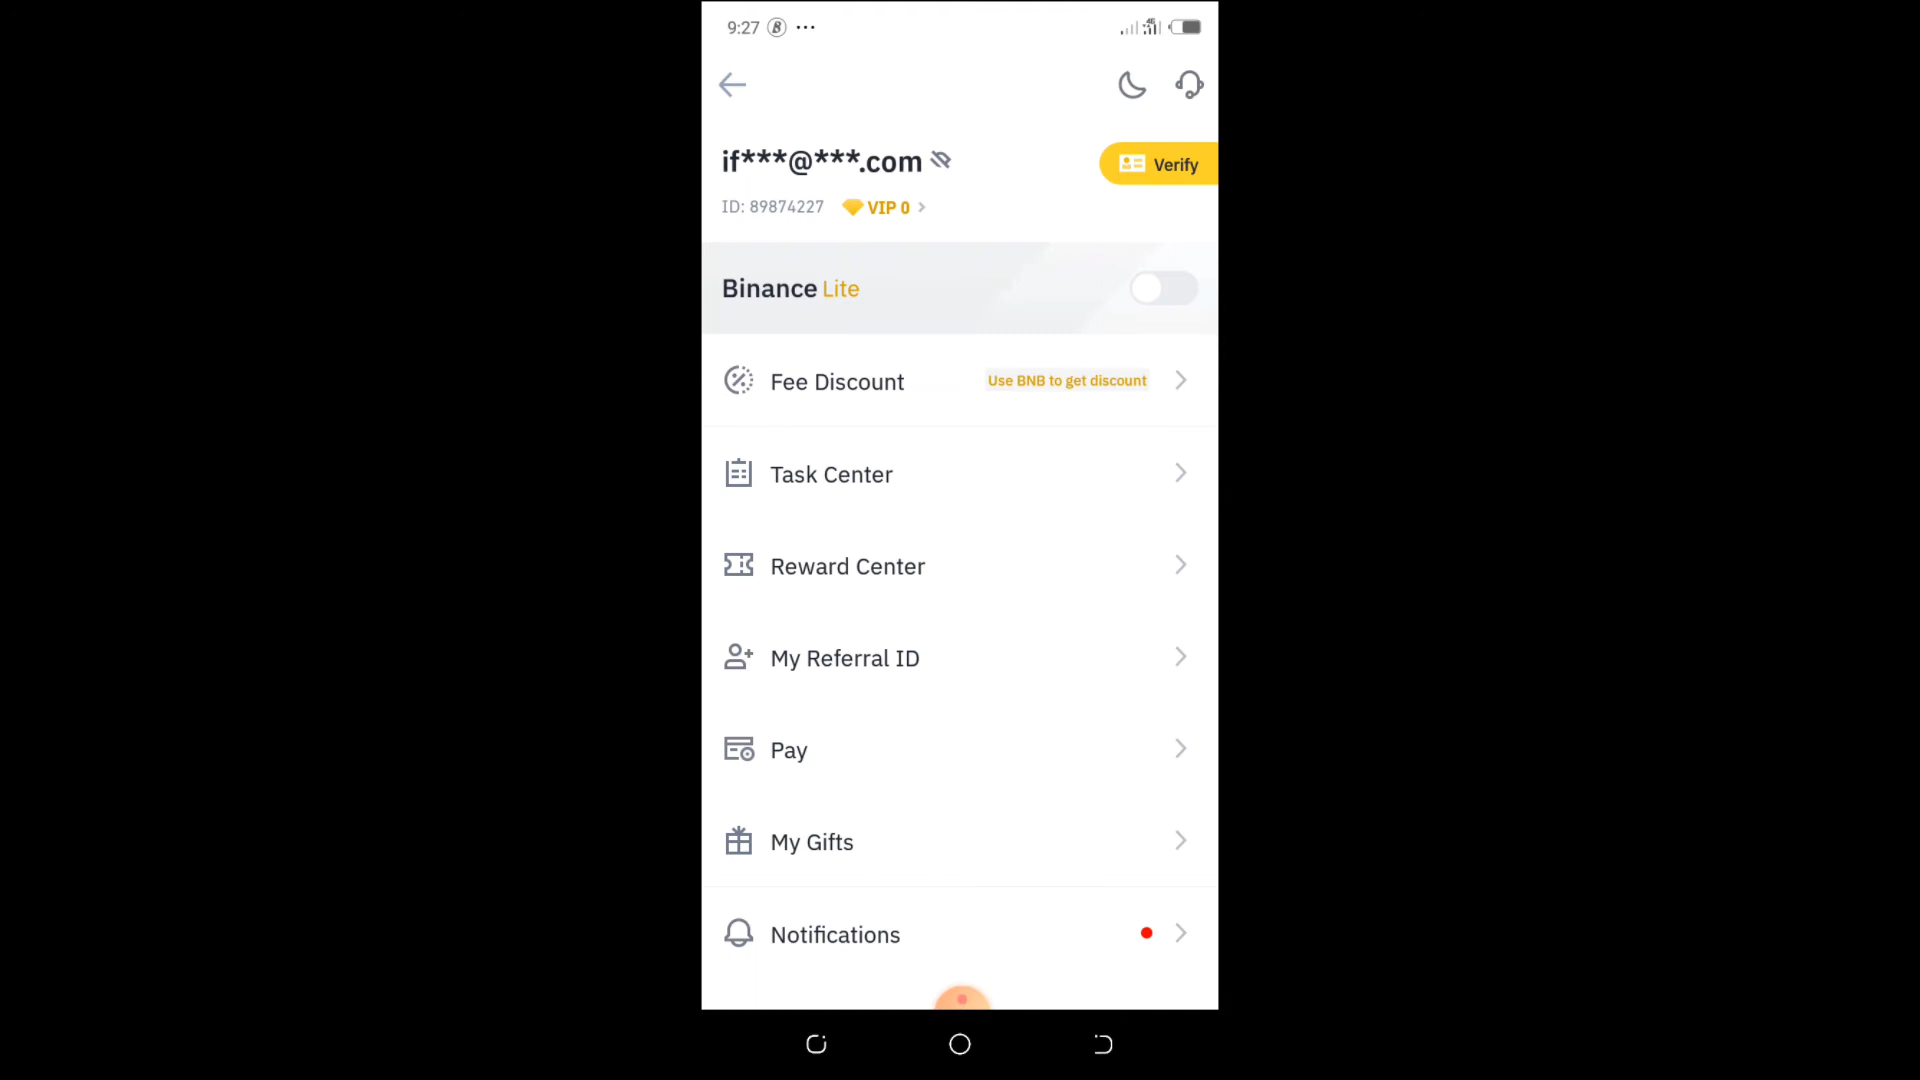 9:27
4G
if***@***.com
Verify
ID: 89874227
VIP 0
Binance Lite
Fee Discount
Use BNB to get discount
Task Center
Reward Center
My Referral ID
Pay
My Gifts
Notifications